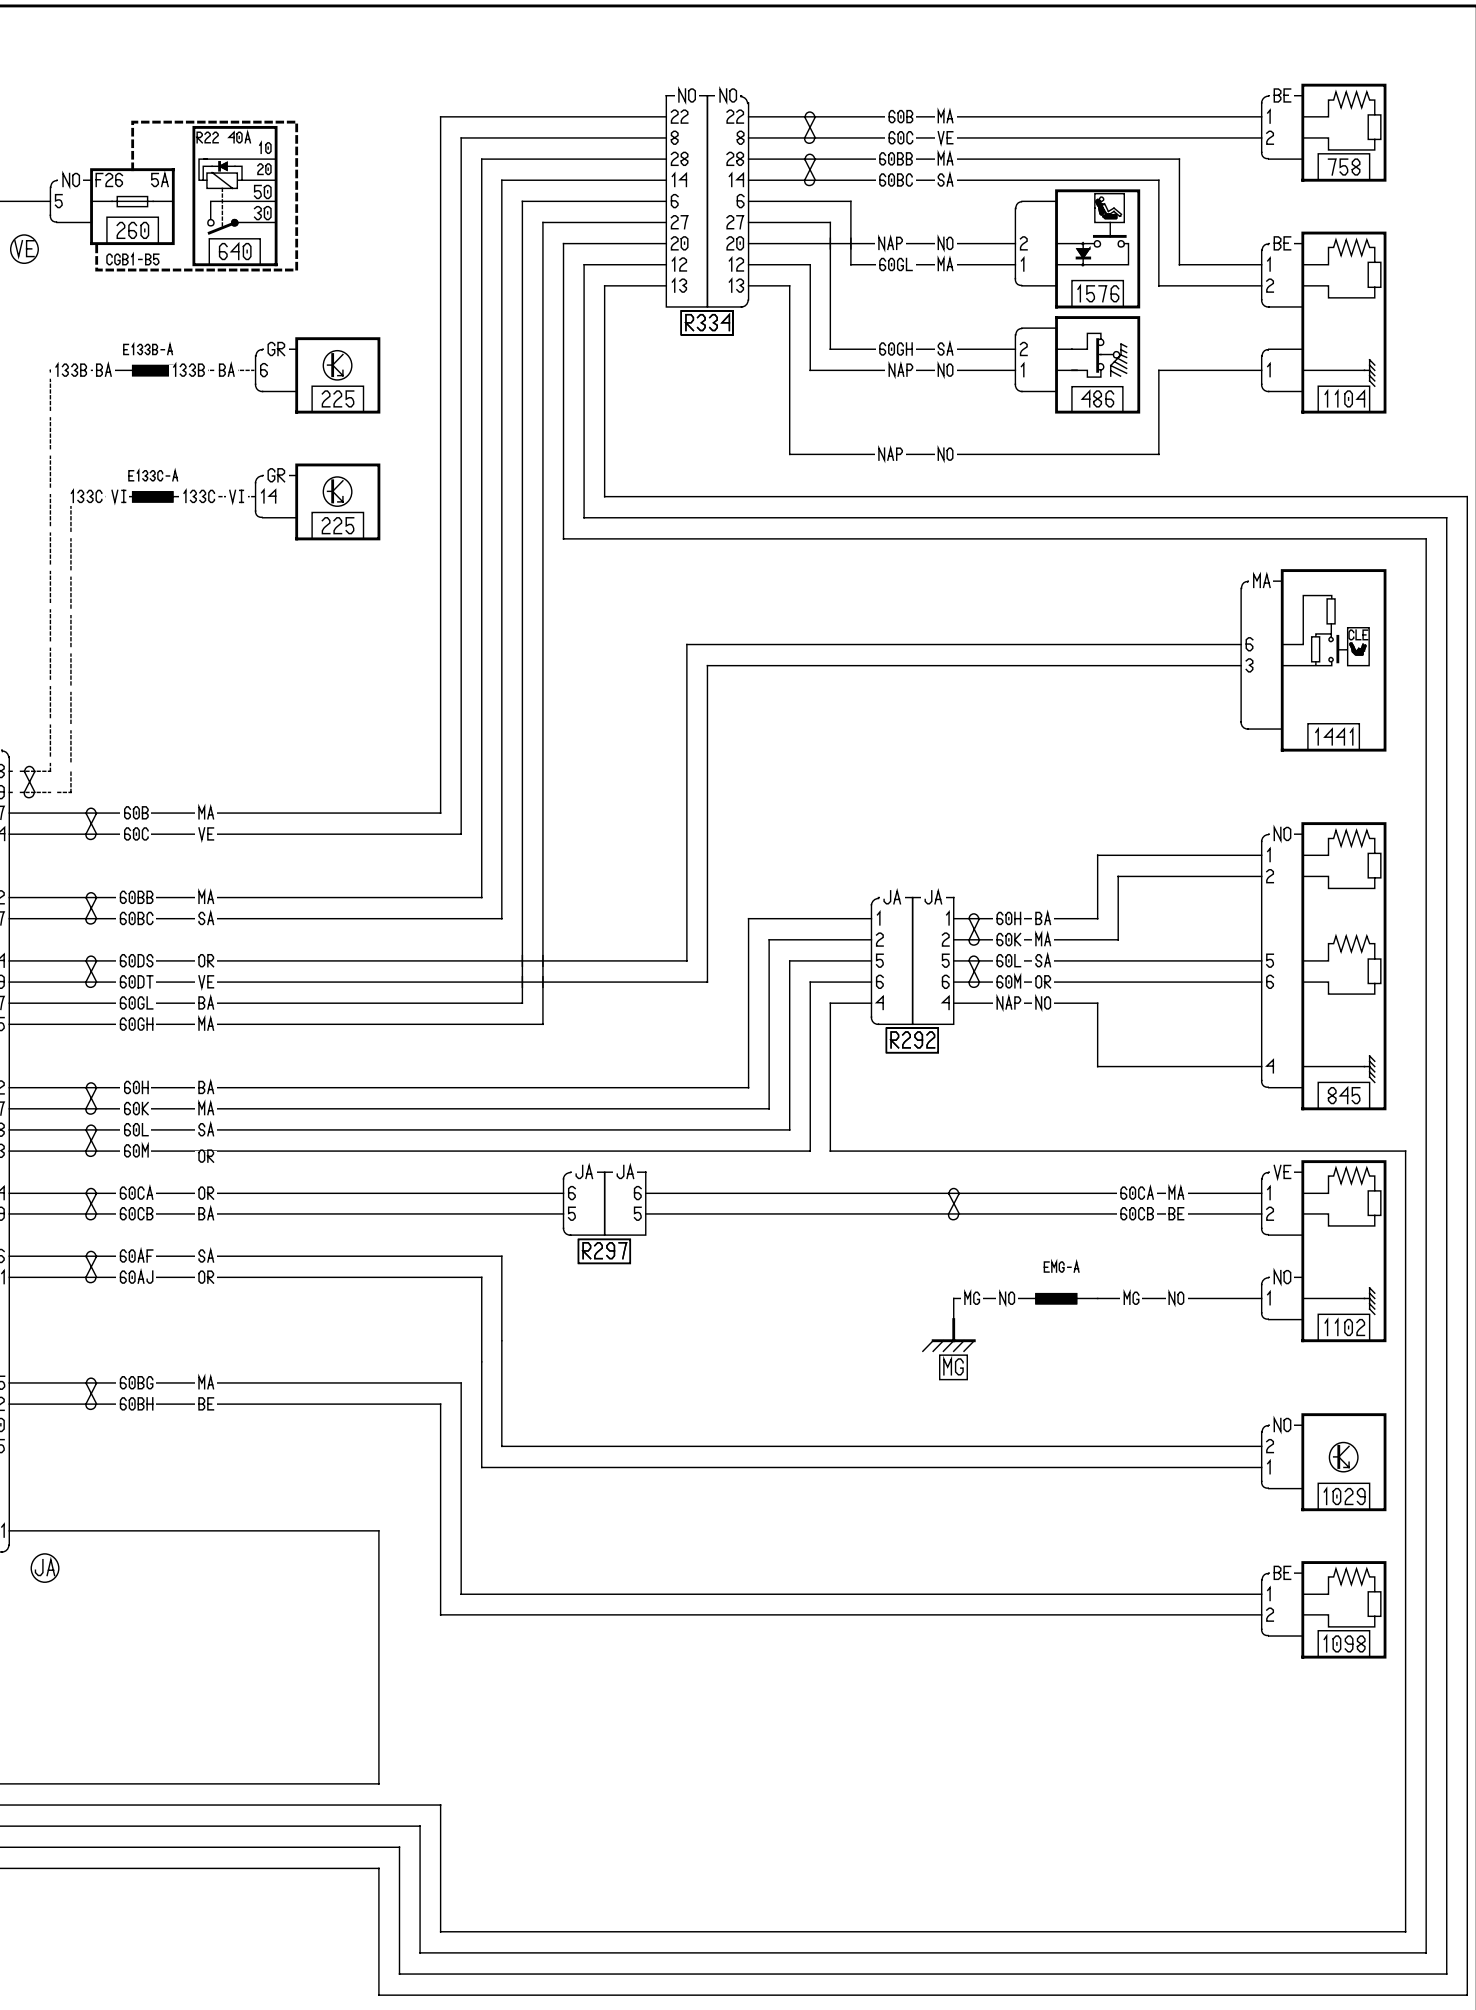 NO NO
22 22 60B MA
8 8 60C VE
28 28 60BB MA
14 14 60BC SA
6 6
27 27
20 20 NAP NO 2
12 12 60GL MA 1
13 13
R334
BE
1
2
758
R22 40A
10
20
50
30
640
NO F26 5A
5
260
CGB1-B5
VE
1576
BE
1
2
60GH SA 2
NAP NO 1
486
1
1104
NAP NO
E133B-A
133B BA 133B BA GR
6
225
E133C-A
133C VI 133C VI GR
14
225
MA
6
3
CLE
1441
60B MA
60C VE
60BB MA
60BC SA
60DS OR
60DT VE
60GL BA
60GH MA
NO
1
2
5
6
4
845
JA JA
1 1 60H BA
2 2 60K MA
5 5 60L SA
6 6 60M OR
4 4 NAP NO
R292
60H BA
60K MA
60L SA
60M OR
JA JA
60CA OR 6 6 60CA MA
60CB BA 5 5 60CB BE
R297
VE
1
2
60AF SA
60AJ OR
EMG-A
MG NO MG NO
MG
NO
1
1102
60BG MA
60BH BE
NO
2
1
1029
1
JA
BE
1
2
1098